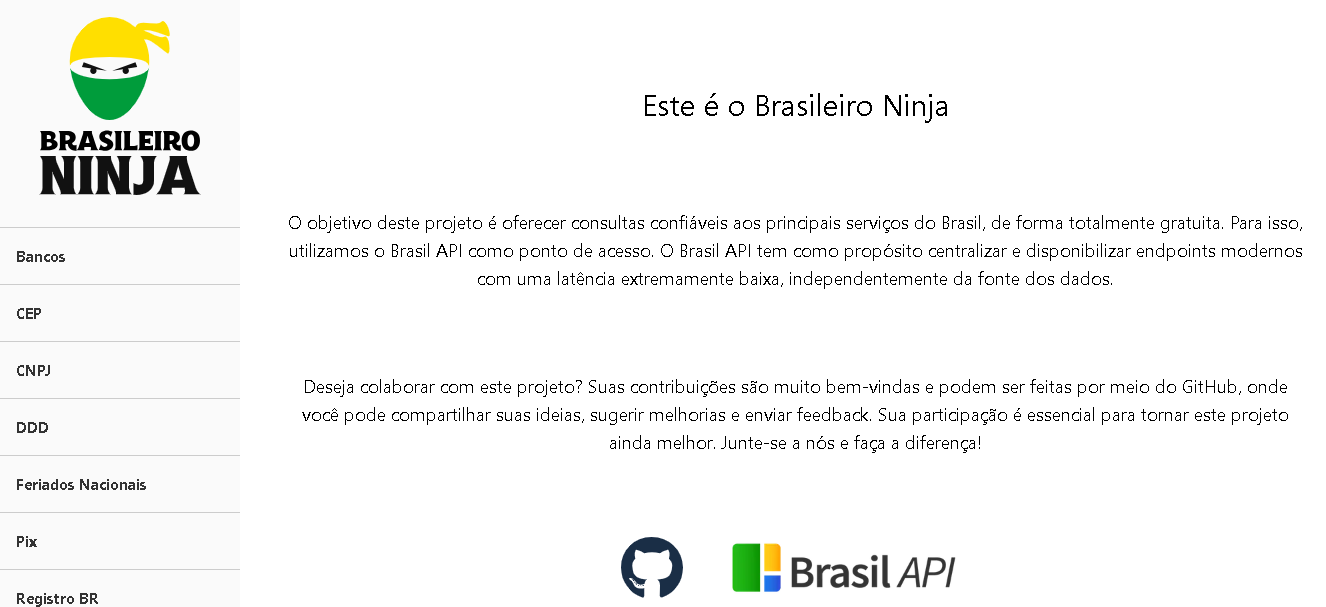 BRASILEIRO
NINJA
Bancos
CEP
CNPJ
DDD
Feriados Nacionais
Pix
Registro BR
Este é o Brasileiro Ninja
O objetivo deste projeto é oferecer consultas confiáveis aos principais serviços do Brasil, de forma totalmente gratuita. Para isso,
utilizamos o Brasil API como ponto de acesso. O Brasil API tem como propósito centralizar e disponibilizar endpoints modernos
com uma latência extremamente baixa, independentemente da fonte dos dados.
Deseja colaborar com este projeto? Suas contribuições são muito bem-vindas e podem ser feitas por meio do GitHub, onde
você pode compartilhar suas ideias, sugerir melhorias e enviar feedback. Sua participação é essencial para tornar este projeto
ainda melhor. Junte-se a nós e faça a diferença!
Brasil API